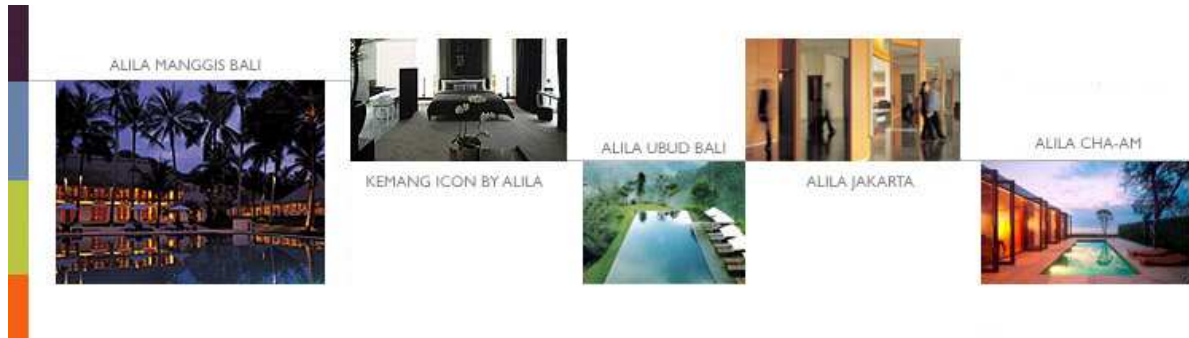 ALILA MANGGIS BALI
KEMANG ICON BY ALILA
ALILA UBUD BALI
ALILA JAKARTA
ALILA CHA-AM